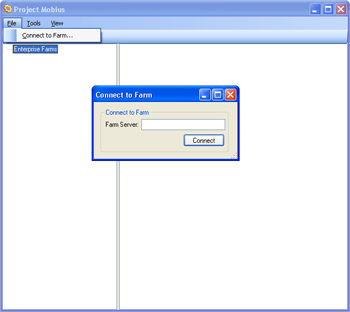 Project Mobius
File Tools View
Connect to Farm...
Enterprise Farms
Connect to Farm
Connect to Farm
Farm Server:
Connect